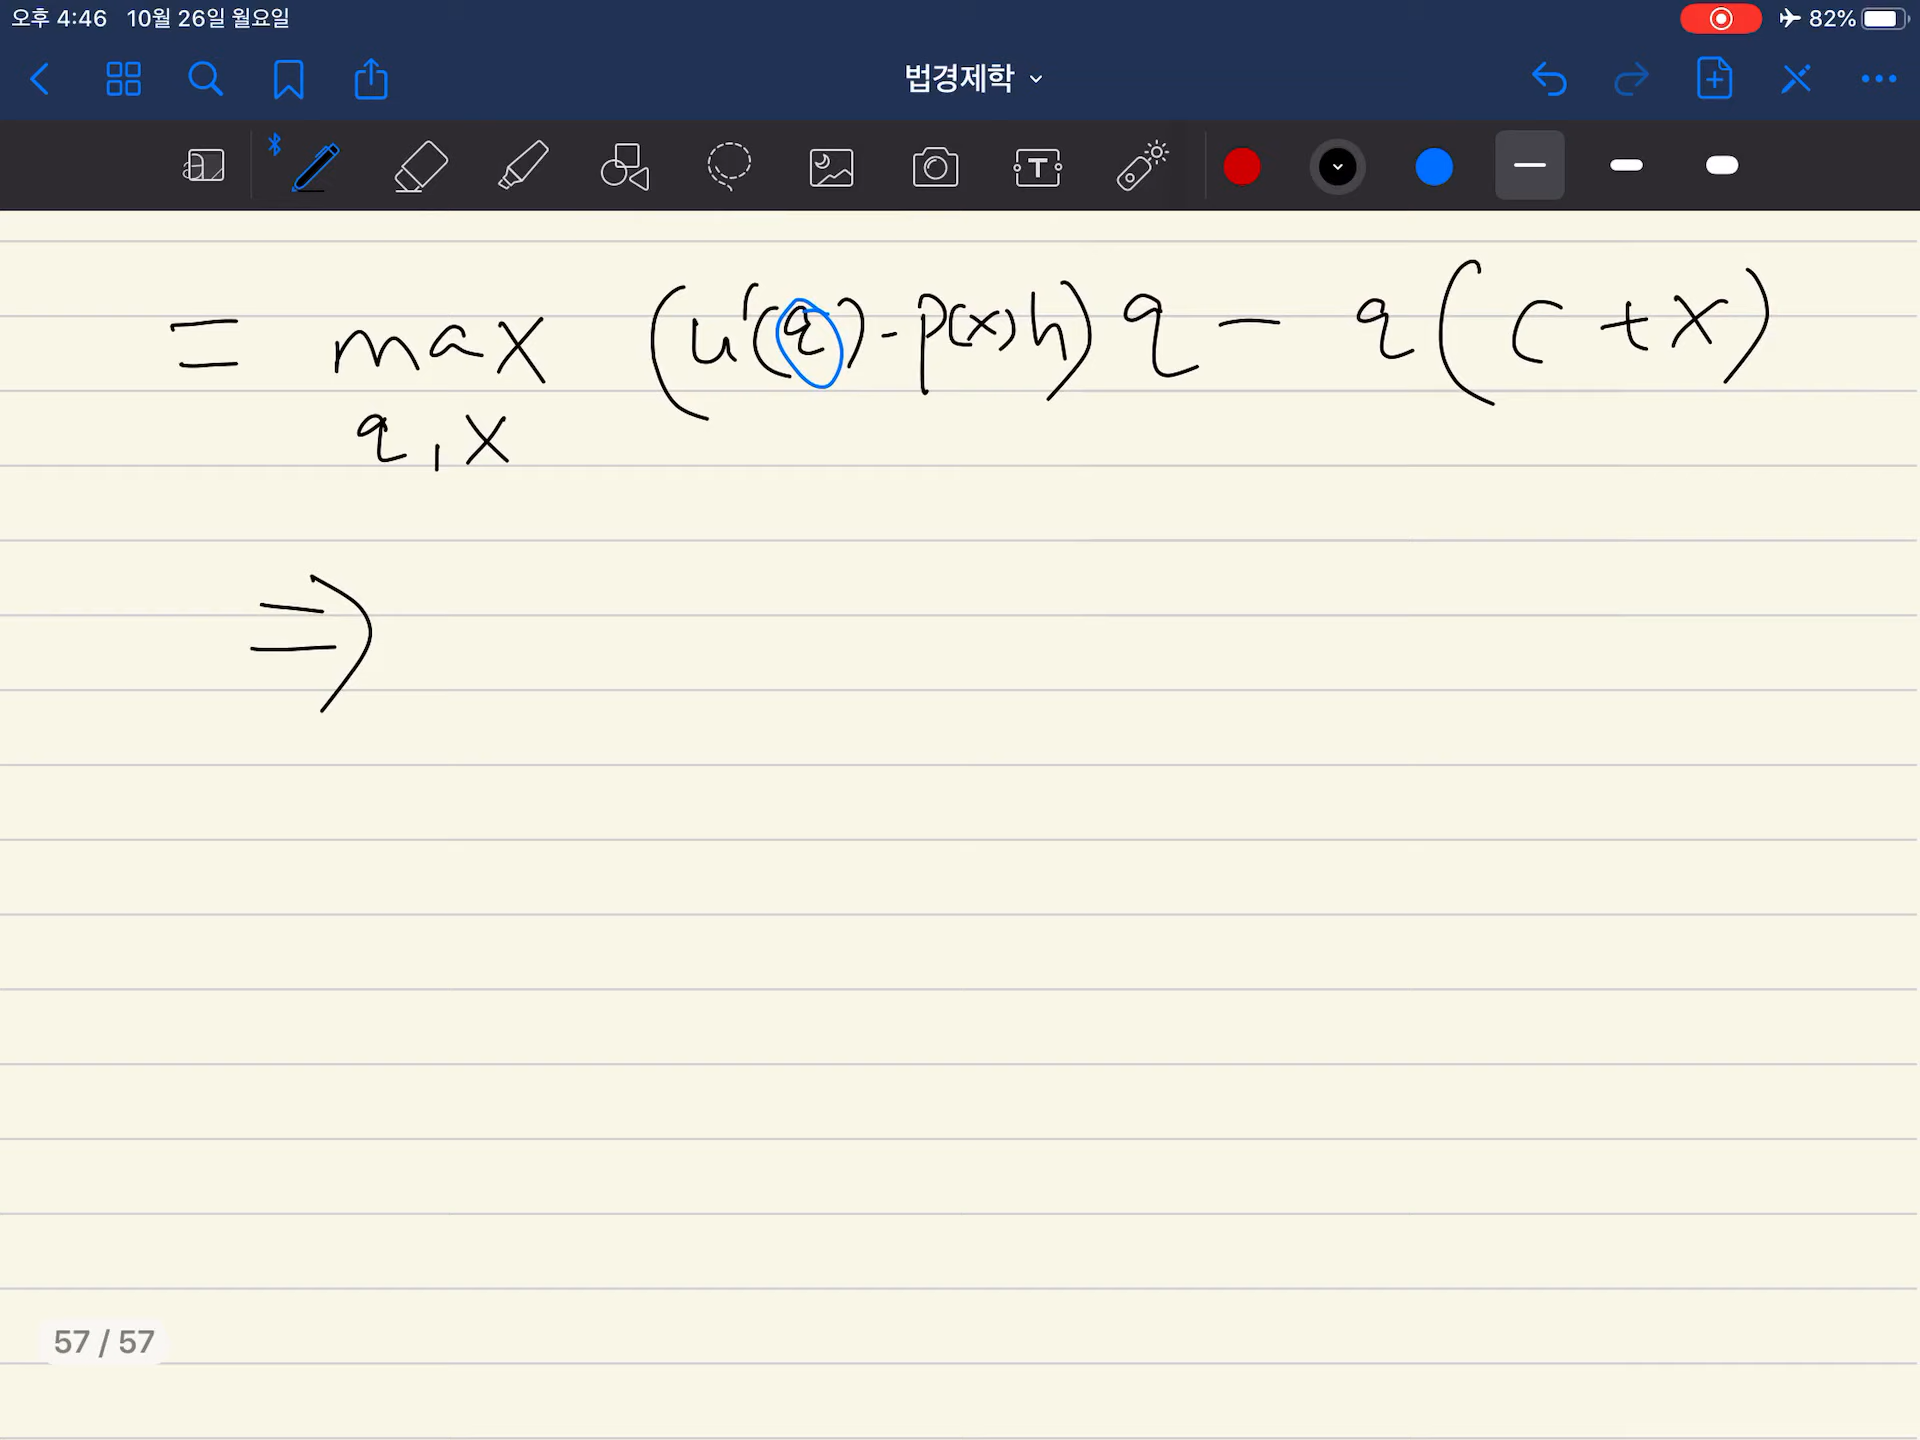 오후 4:46 10월 26일 월요일 82%
법경제학
= max (u'(q) - p(x)h) q - q(c + x)
q, x
⇒
57 / 57